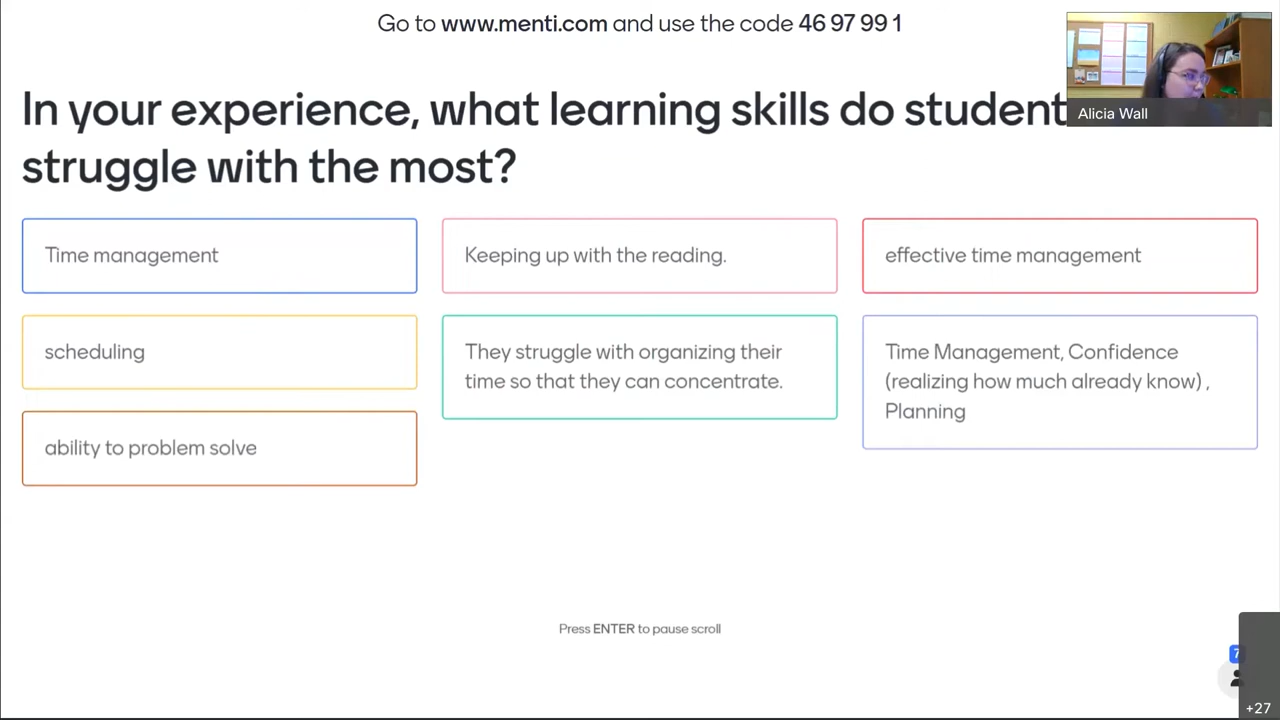 Go to www.menti.com and use the code 46 97 99 1
Alicia Wall
In your experience, what learning skills do student
struggle with the most?
Time management
Keeping up with the reading.
effective time management
scheduling
They struggle with organizing their
time so that they can concentrate.
Time Management, Confidence
(realizing how much already know) ,
Planning
ability to problem solve
Press ENTER to pause scroll
7
+27